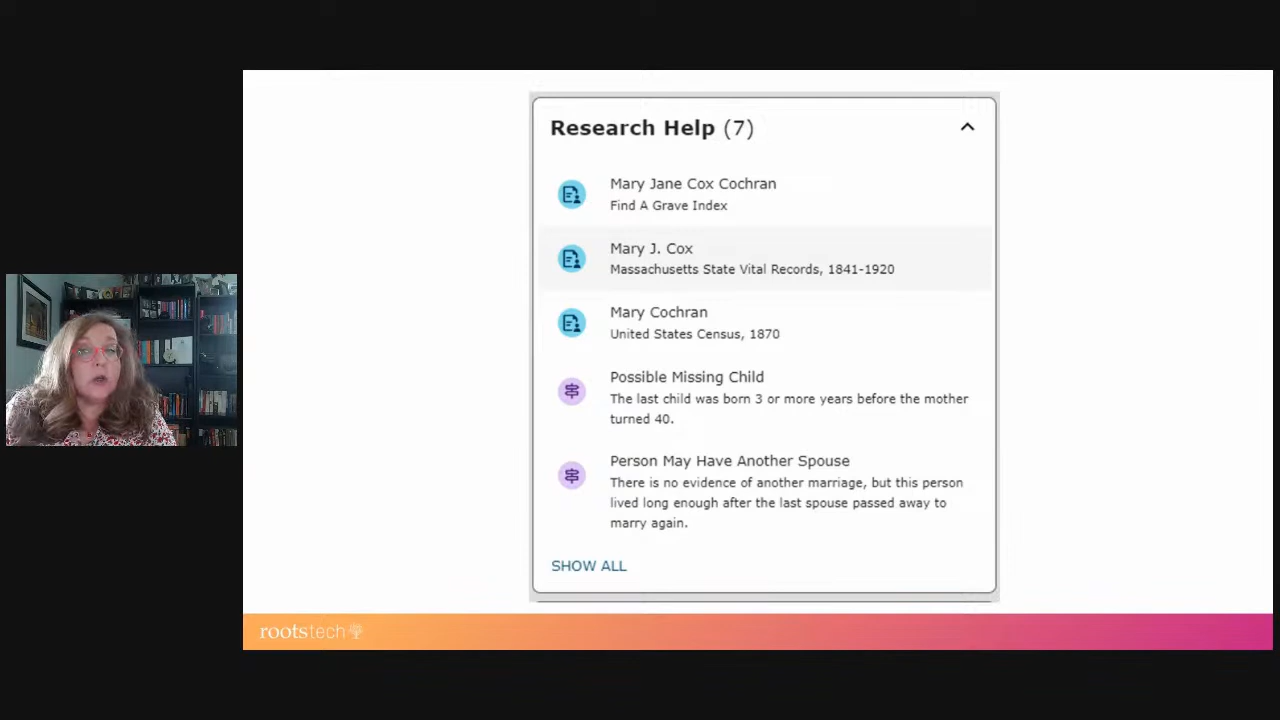 Research Help (7)
Mary Jane Cox Cochran
Find A Grave Index
Mary J. Cox
Massachusetts State Vital Records, 1841-1920
Mary Cochran
United States Census, 1870
Possible Missing Child
The last child was born 3 or more years before the mother
turned 40.
Person May Have Another Spouse
There is no evidence of another marriage, but this person
lived long enough after the last spouse passed away to
marry again.
SHOW ALL
rootstech